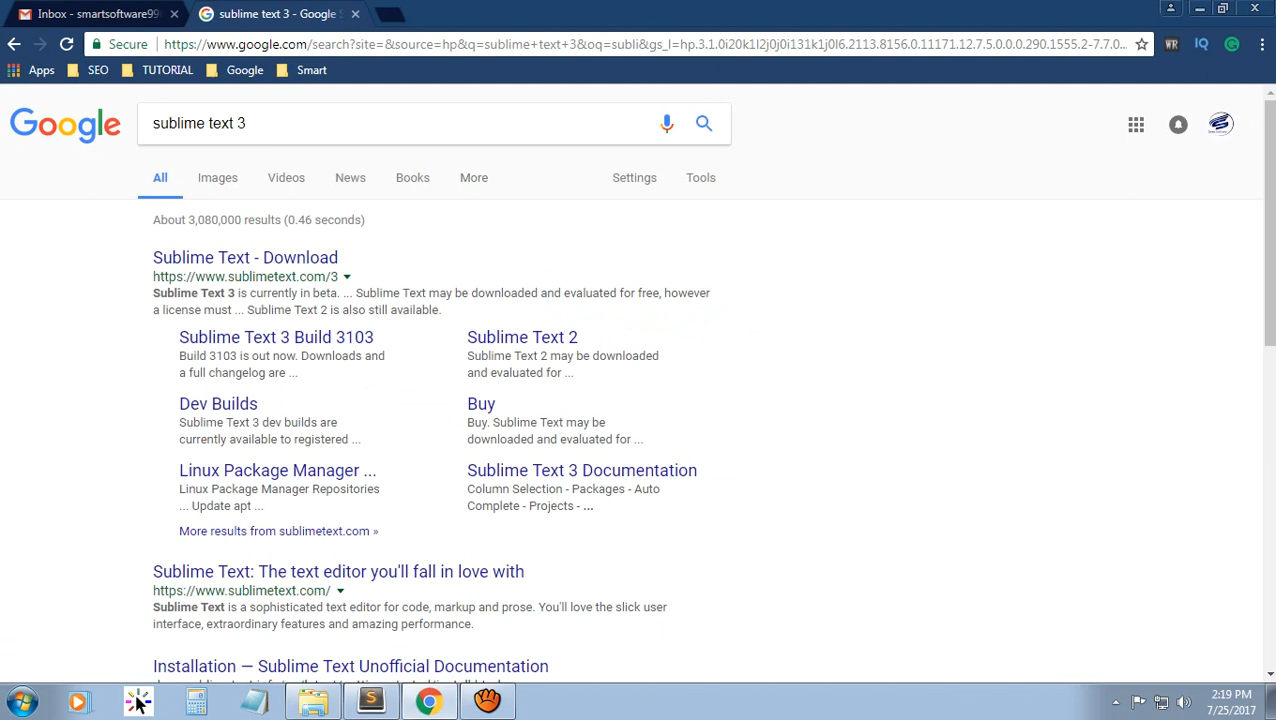 Inbox - smartsoftware99
sublime text 3 - Google S
Secure
https://www.google.com/search?site=&source=hp&q=sublime+text+3&oq=subli&gs_l=hp.3.1.0i20k1l2j0j0i131k1j0l6.2113.8156.0.11171.12.7.5.0.0.0.290.1555.2-7.7.0...
WR
IQ
Apps
SEO
TUTORIAL
Google
Smart
Google
sublime text 3
All
Images
Videos
News
Books
More
Settings
Tools
About 3,080,000 results (0.46 seconds)
Sublime Text - Download
https://www.sublimetext.com/3
Sublime Text 3 is currently in beta. ... Sublime Text may be downloaded and evaluated for free, however
a license must ... Sublime Text 2 is also still available.
Sublime Text 3 Build 3103
Build 3103 is out now. Downloads and
a full changelog are ...
Sublime Text 2
Sublime Text 2 may be downloaded
and evaluated for ...
Dev Builds
Sublime Text 3 dev builds are
currently available to registered ...
Buy
Buy. Sublime Text may be
downloaded and evaluated for ...
Linux Package Manager ...
Linux Package Manager Repositories
... Update apt ...
Sublime Text 3 Documentation
Column Selection - Packages - Auto
Complete - Projects - ...
More results from sublimetext.com »
Sublime Text: The text editor you'll fall in love with
https://www.sublimetext.com/
Sublime Text is a sophisticated text editor for code, markup and prose. You'll love the slick user
interface, extraordinary features and amazing performance.
Installation — Sublime Text Unofficial Documentation
2:19 PM
7/25/2017